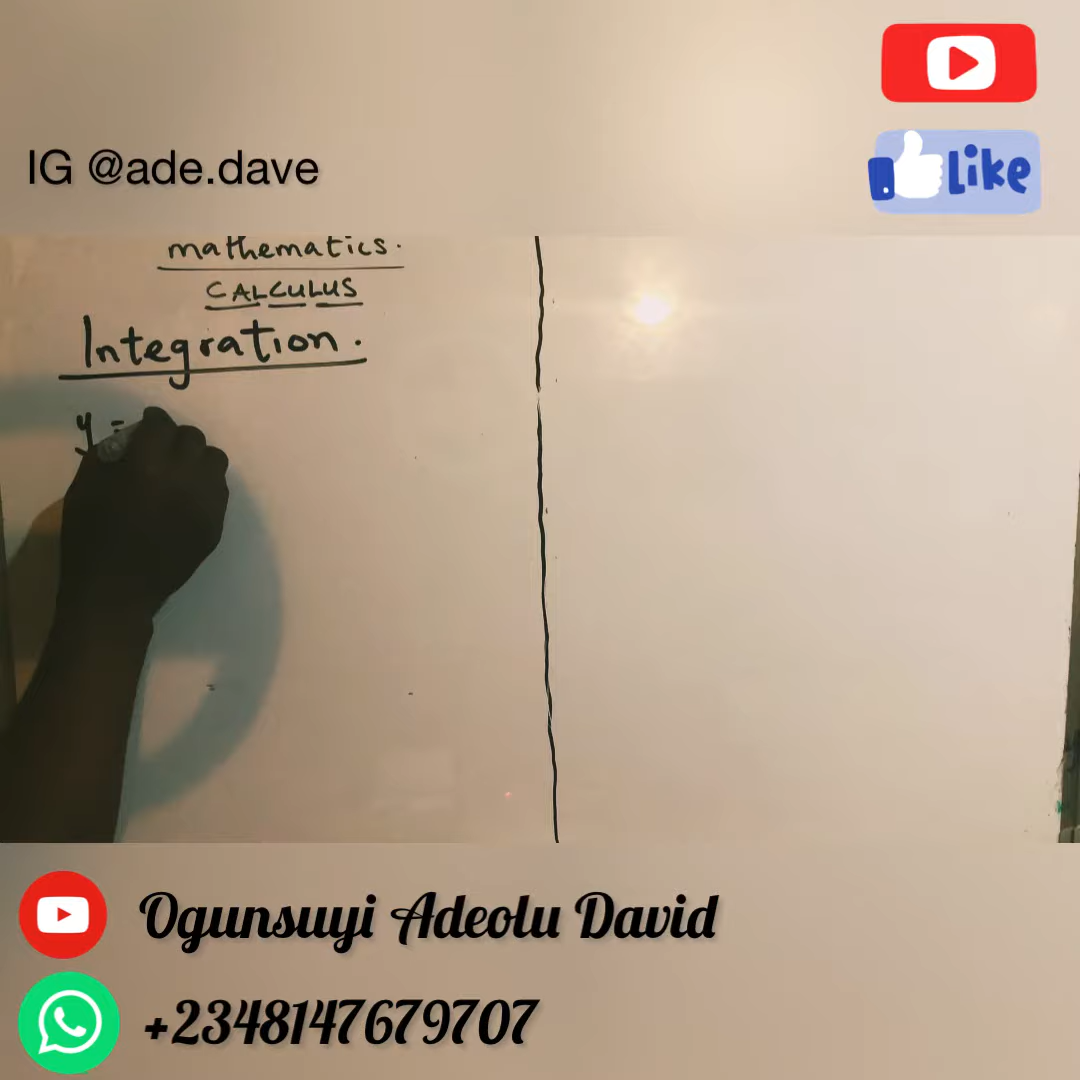 IG @ade.dave
Like
mathematics.
CALCULUS
Integration.
y =
Ogunsuyi Adeolu David
+2348147679707